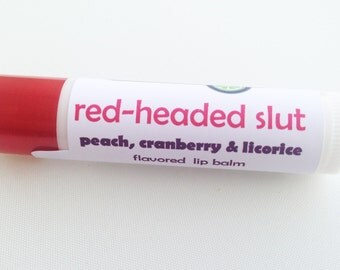 red-headed slut
peach, cranberry & licorice
flavored lip balm